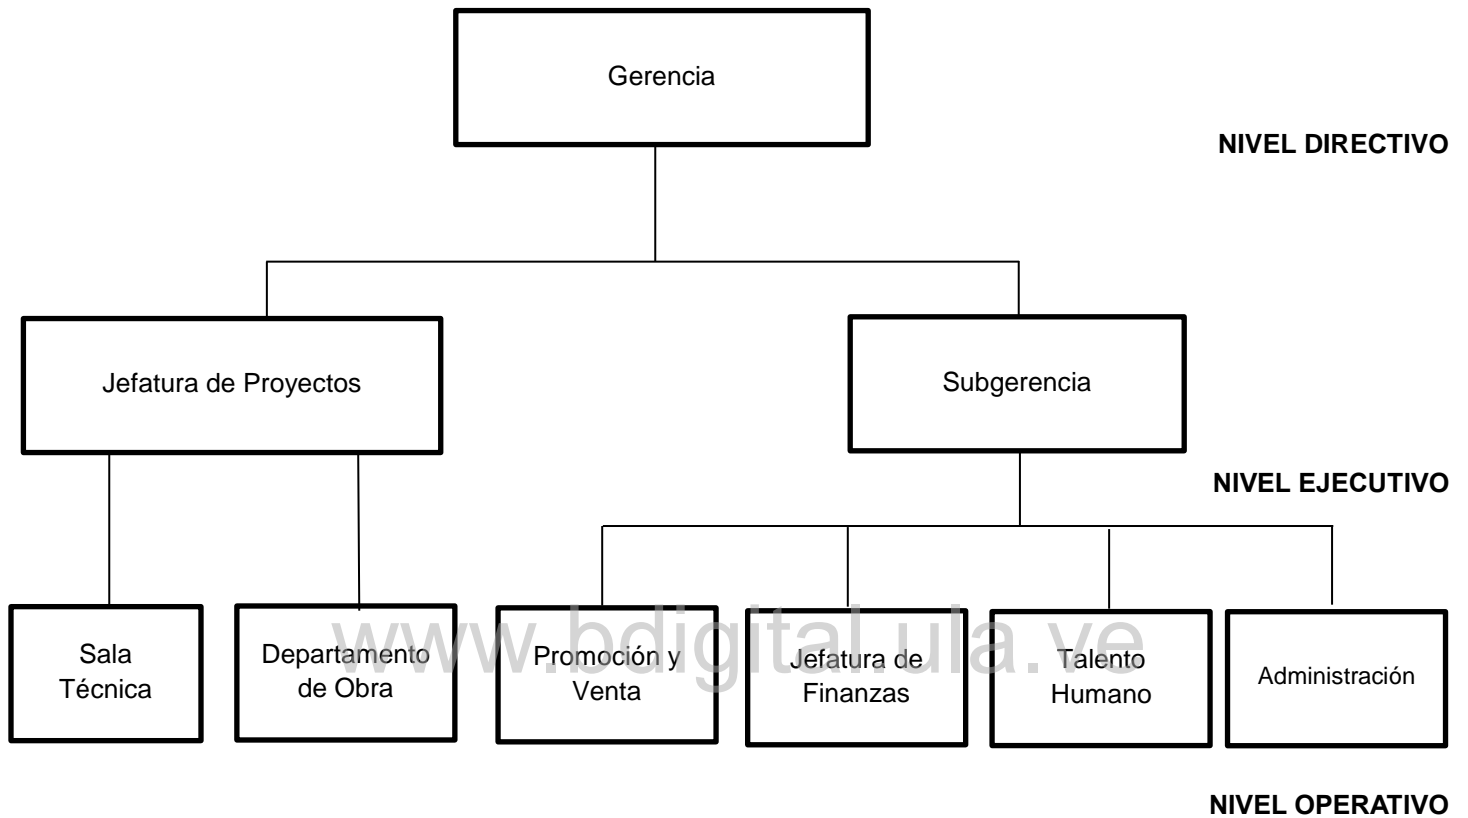 Gerencia
NIVEL DIRECTIVO
Jefatura de Proyectos
Subgerencia
NIVEL EJECUTIVO
Sala
Técnica
Departamento
de Obra
Promoción y
Venta
Jefatura de
Finanzas
Talento
Humano
Administración
www.bdigital.ula.ve
NIVEL OPERATIVO